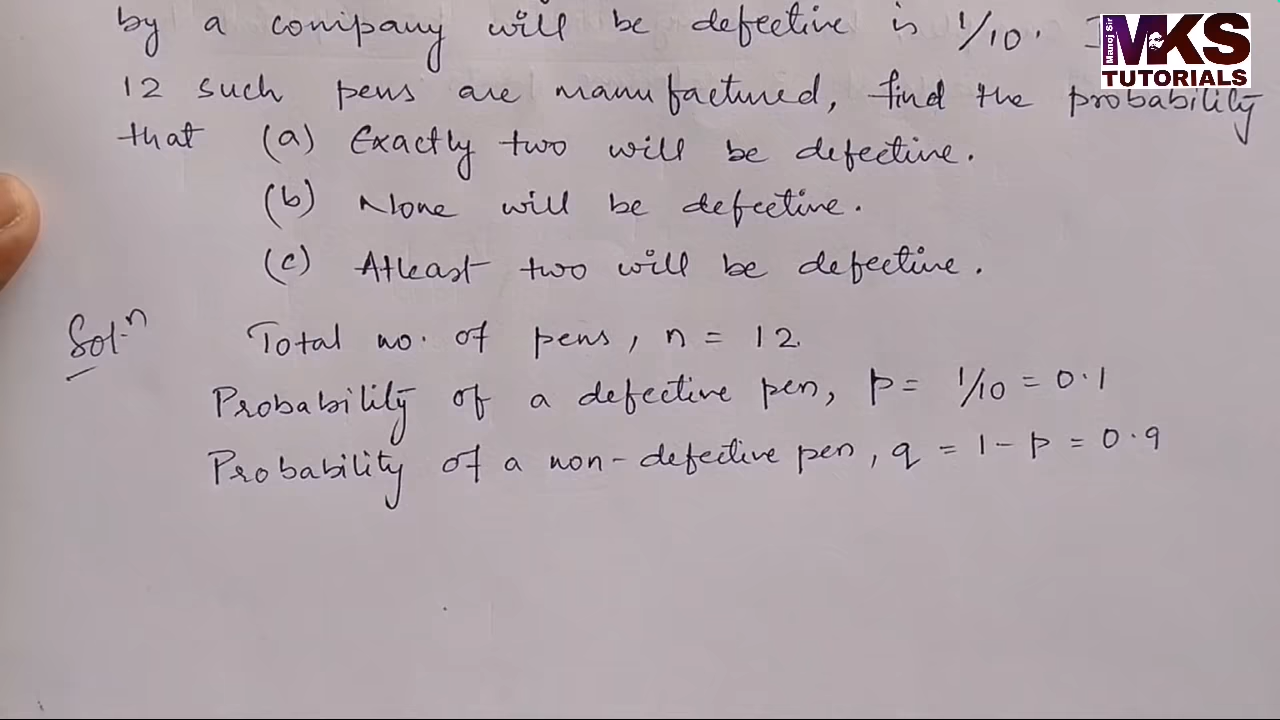 by a company will be defective is 1/10.
Manoj Sir
MKS
TUTORIALS
12 such pens are manufactured, find the probability
that (a) Exactly two will be defective.
(b) None will be defective.
(c) Atleast two will be defective.
Sol.n Total no. of pens, n = 12.
Probability of a defective pen, p = 1/10 = 0.1
Probability of a non-defective pen, q = 1 - p = 0.9